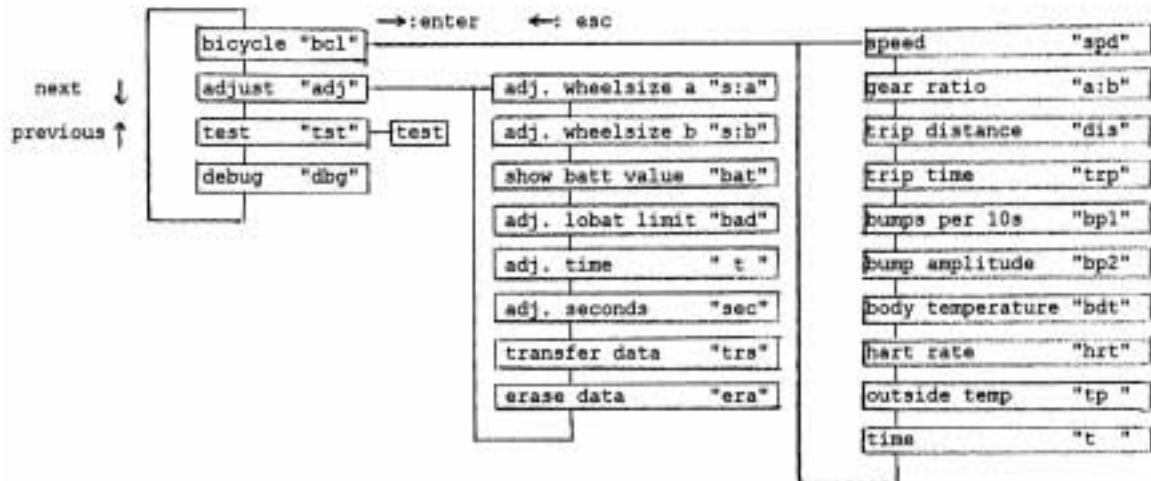 →:enter ←: esc
bicycle "bcl"
adjust "adj"
test "tst"
debug "dbg"
next ↓
previous ↑
test
adj. wheelsize a "s:a"
adj. wheelsize b "s:b"
show batt value "bat"
adj. lobat limit "bad"
adj. time " t "
adj. seconds "sec"
transfer data "trs"
erase data "era"
speed "spd"
gear ratio "a:b"
trip distance "dis"
trip time "trp"
bumps per 10s "bp1"
bump amplitude "bp2"
body temperature "bdt"
hart rate "hrt"
outside temp "tp "
time "t "